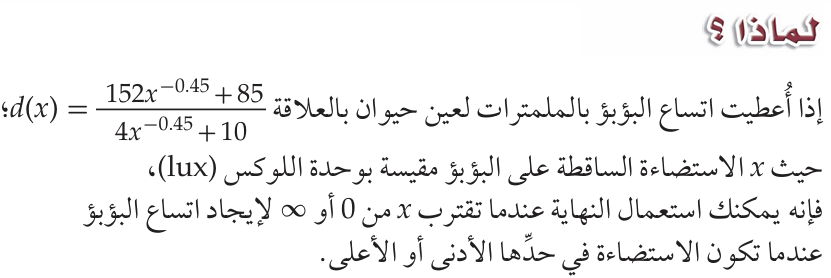 لماذا ؟
إذا أُعطيت اتساع البؤبؤ بالملمترات لعين حيوان بالعلاقة d(x) = \frac{152x^{-0.45}+85}{4x^{-0.45}+10}؛
حيث x الاستضاءة الساقطة على البؤبؤ مقيسة بوحدة اللوكس (lux)،
فإنه يمكنك استعمال النهاية عندما تقترب x من 0 أو ∞ لإيجاد اتساع البؤبؤ
عندما تكون الاستضاءة في حدِّها الأدنى أو الأعلى.